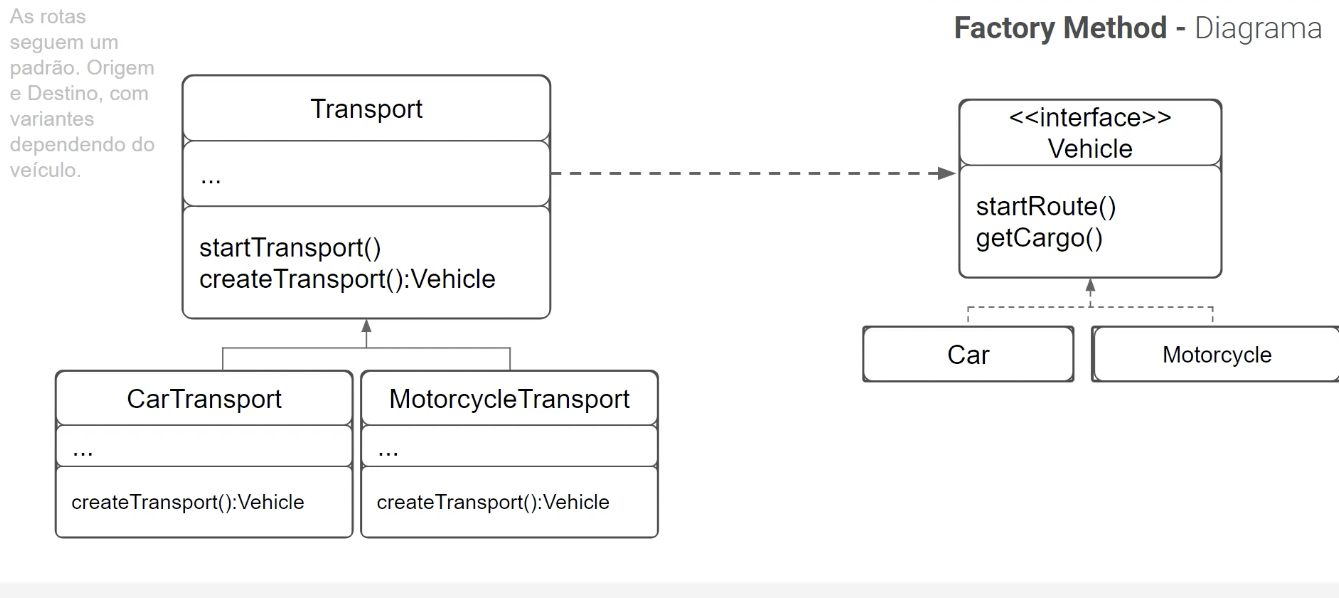 As rotas
seguem um
padrão. Origem
e Destino, com
variantes
dependendo do
veículo.
Factory Method - Diagrama
Transport
...
startTransport()
createTransport():Vehicle
<<interface>>
Vehicle
startRoute()
getCargo()
Car
Motorcycle
CarTransport
...
createTransport():Vehicle
MotorcycleTransport
...
createTransport():Vehicle